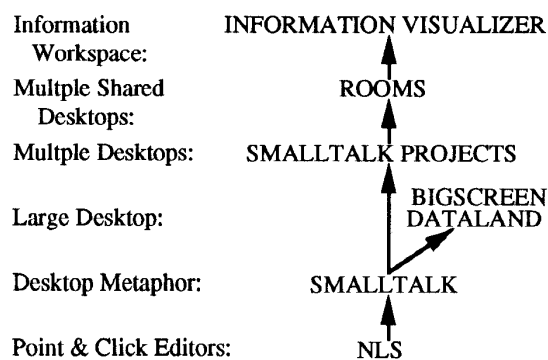 Information INFORMATION VISUALIZER
Workspace:
Multple Shared ROOMS
Desktops:
Multiple Desktops: SMALLTALK PROJECTS
BIGSCREEN
Large Desktop: DATALAND
Desktop Metaphor: SMALLTALK
Point & Click Editors: NLS